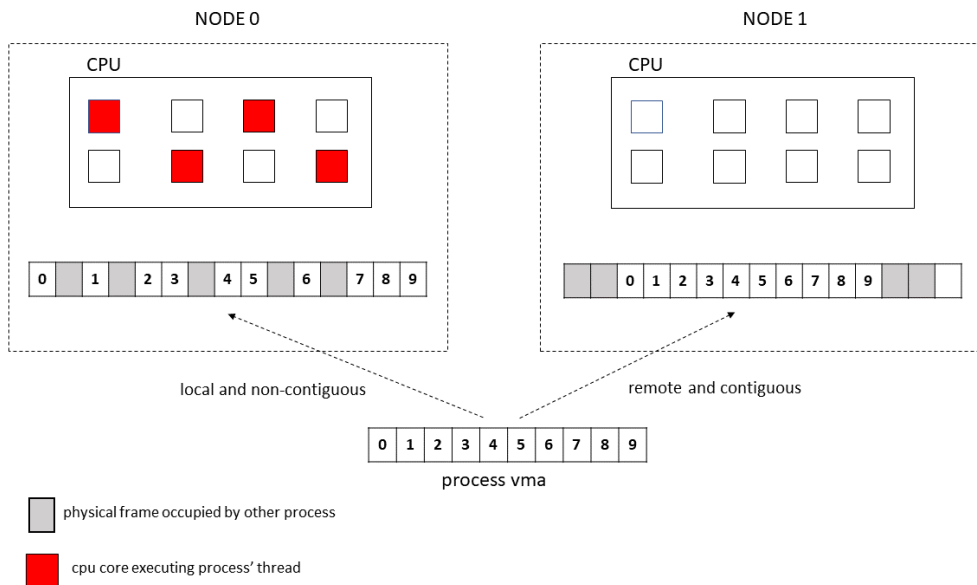 NODE 0
NODE 1
CPU
CPU
0 1 2 3 4 5 6 7 8 9
0 1 2 3 4 5 6 7 8 9
local and non-contiguous
remote and contiguous
0 1 2 3 4 5 6 7 8 9
process vma
physical frame occupied by other process
cpu core executing process’ thread